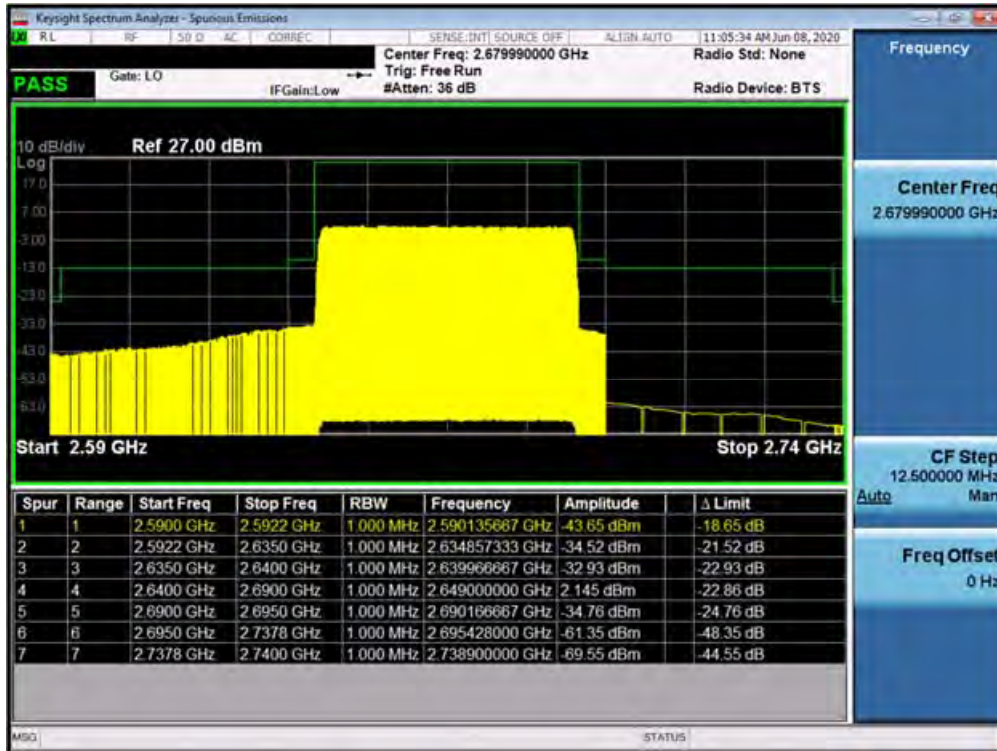 Keysight Spectrum Analyzer - Spurious Emissions
LXI RL RF 50 Ω AC CORREC SENSE:INT SOURCE OFF ALIGN AUTO 11:05:34 AM Jun 08, 2020
Center Freq: 2.679990000 GHz Radio Std: None
PASS Gate: LO Trig: Free Run
IFGain:Low #Atten: 36 dB Radio Device: BTS
10 dB/div Ref 27.00 dBm
Log
17.0
7.00
-3.00
-13.0
-23.0
-33.0
-43.0
-53.0
-63.0
Start 2.59 GHz Stop 2.74 GHz
Spur Range Start Freq Stop Freq RBW Frequency Amplitude Δ Limit
1 1 2.5900 GHz 2.5922 GHz 1.000 MHz 2.590135667 GHz -43.65 dBm -18.65 dB
2 2 2.5922 GHz 2.6350 GHz 1.000 MHz 2.634857333 GHz -34.52 dBm -21.52 dB
3 3 2.6350 GHz 2.6400 GHz 1.000 MHz 2.639966667 GHz -32.93 dBm -22.93 dB
4 4 2.6400 GHz 2.6900 GHz 1.000 MHz 2.649000000 GHz 2.145 dBm -22.86 dB
5 5 2.6900 GHz 2.6950 GHz 1.000 MHz 2.690166667 GHz -34.76 dBm -24.76 dB
6 6 2.6950 GHz 2.7378 GHz 1.000 MHz 2.695428000 GHz -61.35 dBm -48.35 dB
7 7 2.7378 GHz 2.7400 GHz 1.000 MHz 2.738900000 GHz -69.55 dBm -44.55 dB
MSG STATUS
Frequency
Center Freq
2.679990000 GHz
CF Step
12.500000 MHz
Auto Man
Freq Offset
0 Hz